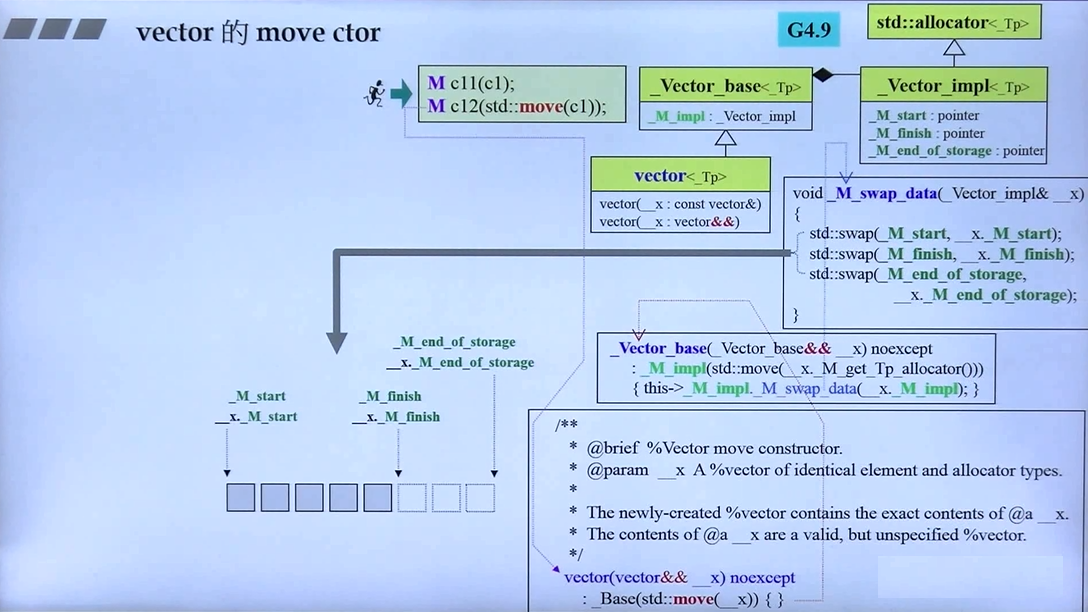 vector 的 move ctor
G4.9
std::allocator<_Tp>
M c11(c1);
M c12(std::move(c1));
_Vector_base<_Tp>
_M_impl : _Vector_impl
_Vector_impl<_Tp>
_M_start : pointer
_M_finish : pointer
_M_end_of_storage : pointer
vector<_Tp>
vector(__x : const vector&)
vector(__x : vector&&)
void _M_swap_data(_Vector_impl& __x)
{
std::swap(_M_start, __x._M_start);
std::swap(_M_finish, __x._M_finish);
std::swap(_M_end_of_storage,
__x._M_end_of_storage);
}
_M_end_of_storage
__x._M_end_of_storage
_M_start
__x._M_start
_M_finish
__x._M_finish
_Vector_base(_Vector_base&& __x) noexcept
: _M_impl(std::move(__x._M_get_Tp_allocator()))
{ this->_M_impl._M_swap_data(__x._M_impl); }
/**
* @brief %Vector move constructor.
* @param __x A %vector of identical element and allocator types.
*
* The newly-created %vector contains the exact contents of @a __x.
* The contents of @a __x are a valid, but unspecified %vector.
*/
vector(vector&& __x) noexcept
: _Base(std::move(__x)) { }